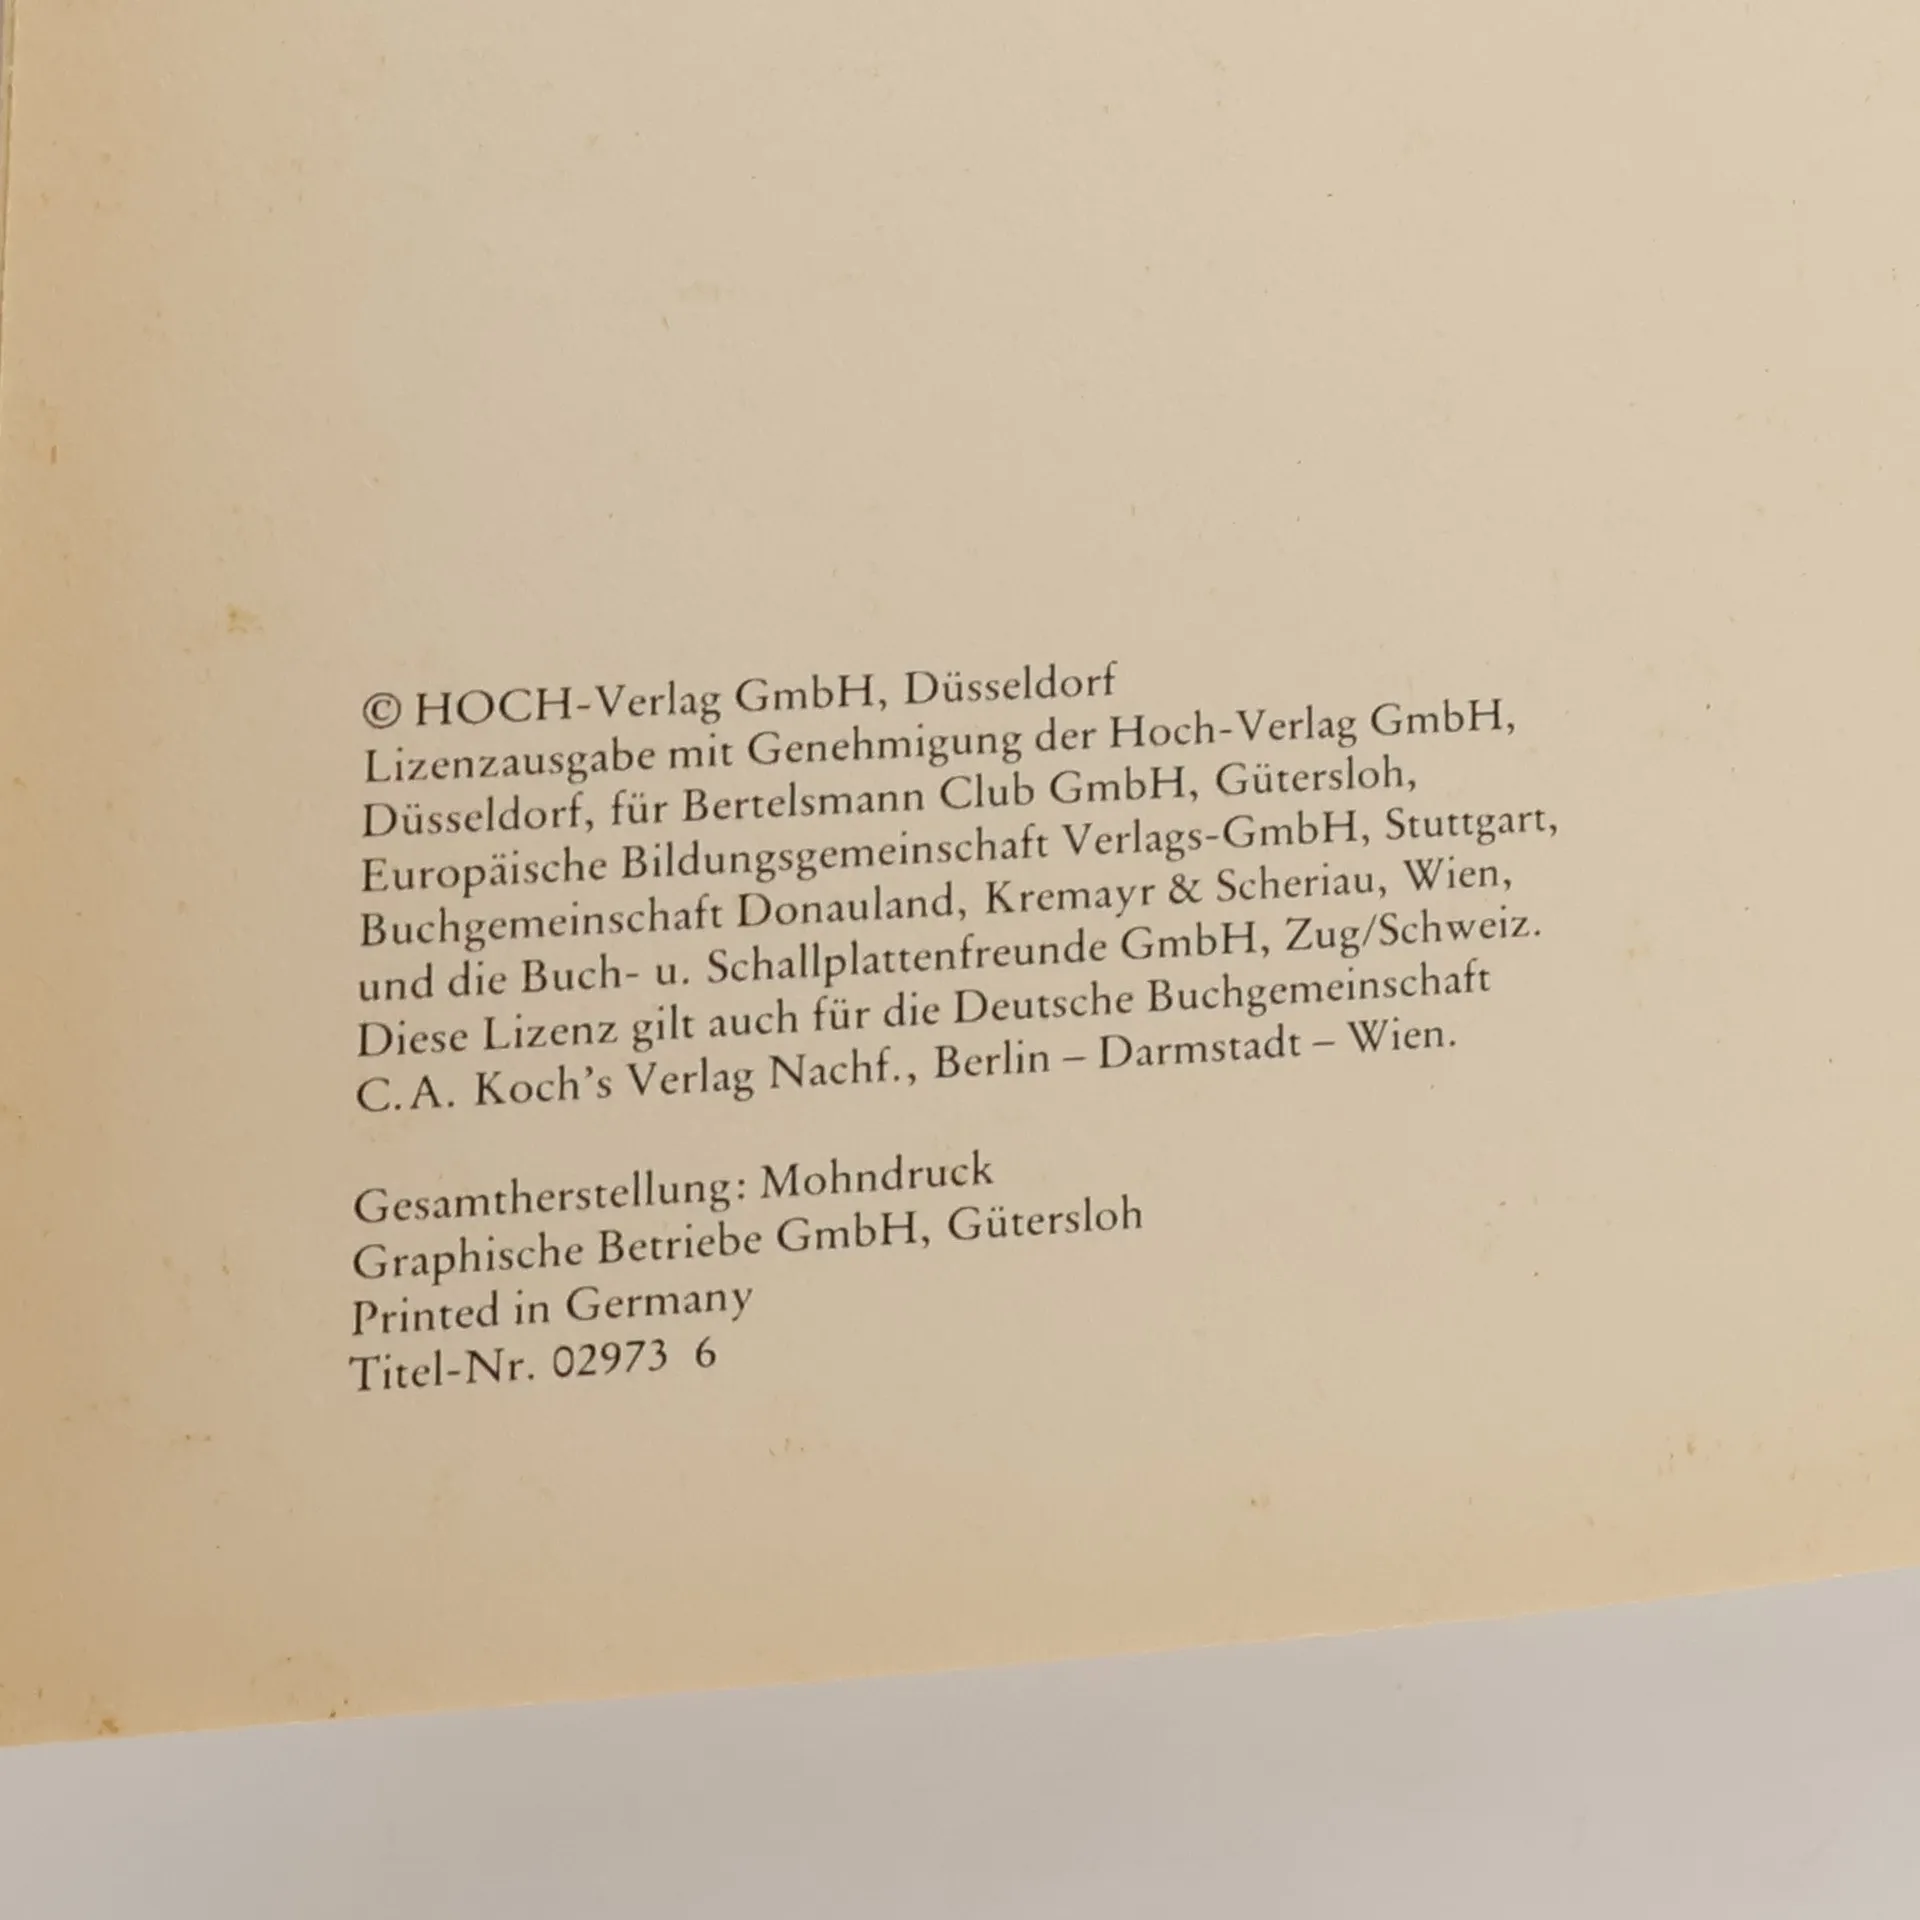 © HOCH-Verlag GmbH, Düsseldorf
Lizenzausgabe mit Genehmigung der Hoch-Verlag GmbH,
Düsseldorf, für Bertelsmann Club GmbH, Gütersloh,
Europäische Bildungsgemeinschaft Verlags-GmbH, Stuttgart,
Buchgemeinschaft Donauland, Kremayr & Scheriau, Wien,
und die Buch- u. Schallplattenfreunde GmbH, Zug/Schweiz.
Diese Lizenz gilt auch für die Deutsche Buchgemeinschaft
C.A. Koch's Verlag Nachf., Berlin – Darmstadt – Wien.
Gesamtherstellung: Mohndruck
Graphische Betriebe GmbH, Gütersloh
Printed in Germany
Titel-Nr. 02973 6